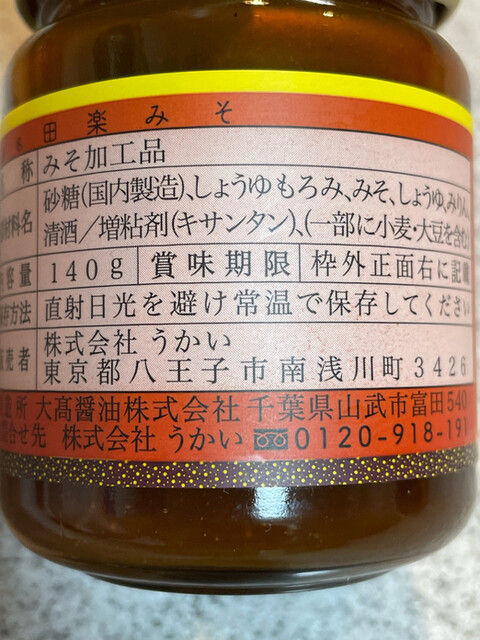 田楽みそ
称 みそ加工品
材料名 砂糖(国内製造)、しょうゆもろみ、みそ、しょうゆ、みりん、
清酒／増粘剤(キサンタン)、(一部に小麦・大豆を含む)
容量 140g 賞味期限 枠外正面右に記載
方法 直射日光を避け常温で保存してください
売者 株式会社 うかい
東京都八王子市南浅川町3426
造所 大髙醤油株式会社 千葉県山武市富田540
問合せ先 株式会社 うかい 0120-918-19